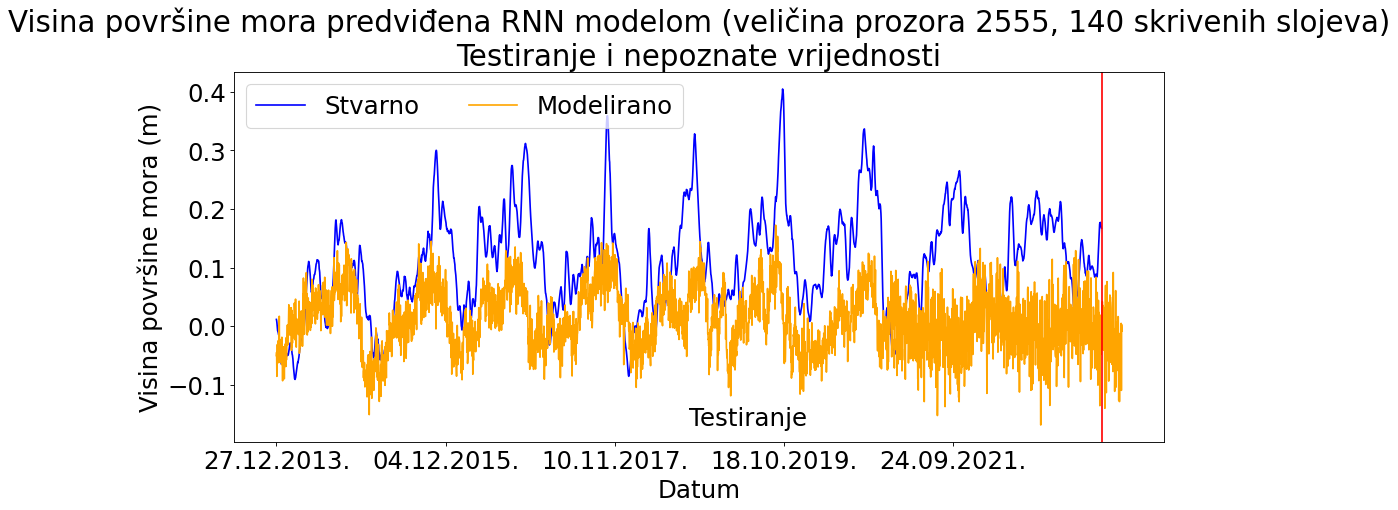 Visina površine mora predviđena RNN modelom (veličina prozora 2555, 140 skrivenih slojeva)
Testiranje i nepoznate vrijednosti
Stvarno
Modelirano
Visina površine mora (m)
0.4
0.3
0.2
0.1
0.0
−0.1
Testiranje
27.12.2013.
04.12.2015.
10.11.2017.
18.10.2019.
24.09.2021.
Datum